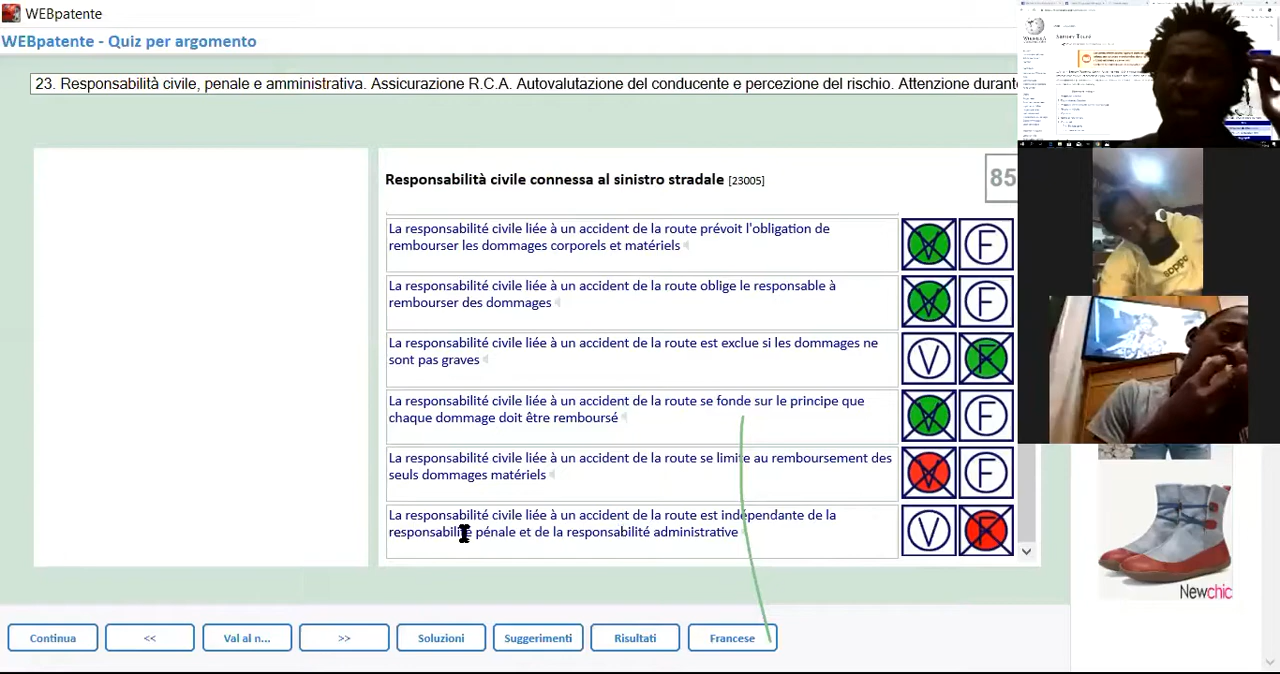 WEBpatente
WEBpatente - Quiz per argomento
23. Responsabilità civile, penale e amministrativa
percezione del rischio. Attenzione durante
Responsabilità civile connessa al sinistro stradale [23005]
85
La responsabilité civile liée à un accident de la route prévoit l'obligation de
rembourser les dommages corporels et matériels
V F
La responsabilité civile liée à un accident de la route oblige le responsable à
rembourser des dommages
V F
La responsabilité civile liée à un accident de la route est exclue si les dommages ne
sont pas graves
V F
La responsabilité civile liée à un accident de la route se fonde sur le principe que
chaque dommage doit être remboursé
V F
La responsabilité civile liée à un accident de la route se limite au remboursement des
seuls dommages matériels
V F
La responsabilité civile liée à un accident de la route est indépendante de la
responsabilité pénale et de la responsabilité administrative
V F
Newchic
Continua
<<
Val al n...
>>
Soluzioni
Suggerimenti
Risultati
Francese